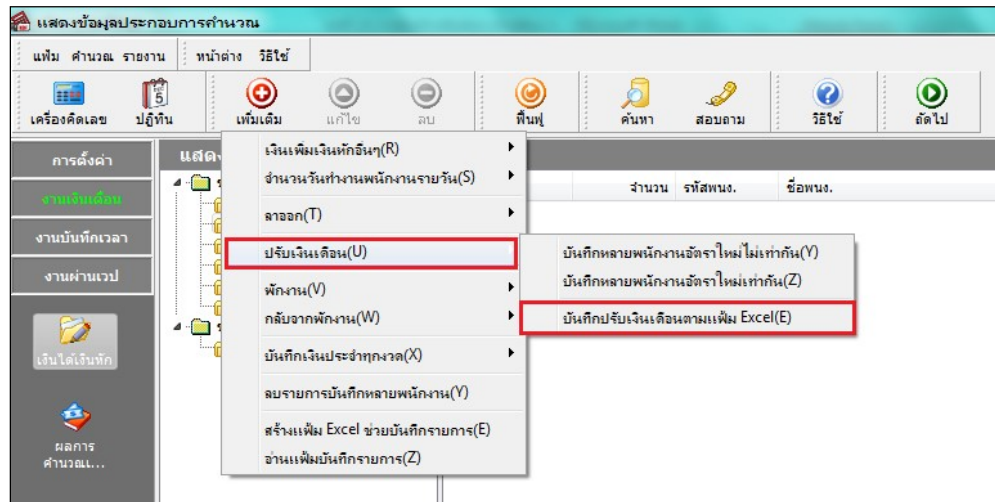 แสดงข้อมูลประกอบการคำนวณ
แฟ้ม คำนวณ รายงาน หน้าต่าง วิธีใช้
เครื่องคิดเลข ปฏิทิน เพิ่มเติม แก้ไข ลบ ฟื้นฟู ค้นหา สอบถาม วิธีใช้ ถัดไป
การตั้งค่า
งานเงินเดือน
งานบันทึกเวลา
งานผ่านเวป
เงินได้เงินหัก
ผลการ
คำนวณแ...
แสดง
จำนวน รหัสพนง. ชื่อพนง.
เงินเพิ่มเงินหักอื่นๆ(R)
จำนวนวันทำงานพนักงานรายวัน(S)
ลาออก(T)
ปรับเงินเดือน(U)
พักงาน(V)
กลับจากพักงาน(W)
บันทึกเงินประจำทุกงวด(X)
ลบรายการบันทึกหลายพนักงาน(Y)
สร้างแฟ้ม Excel ช่วยบันทึกรายการ(E)
อ่านแฟ้มบันทึกรายการ(Z)
บันทึกหลายพนักงานอัตราใหม่ไม่เท่ากัน(Y)
บันทึกหลายพนักงานอัตราใหม่เท่ากัน(Z)
บันทึกปรับเงินเดือนตามแฟ้ม Excel(E)